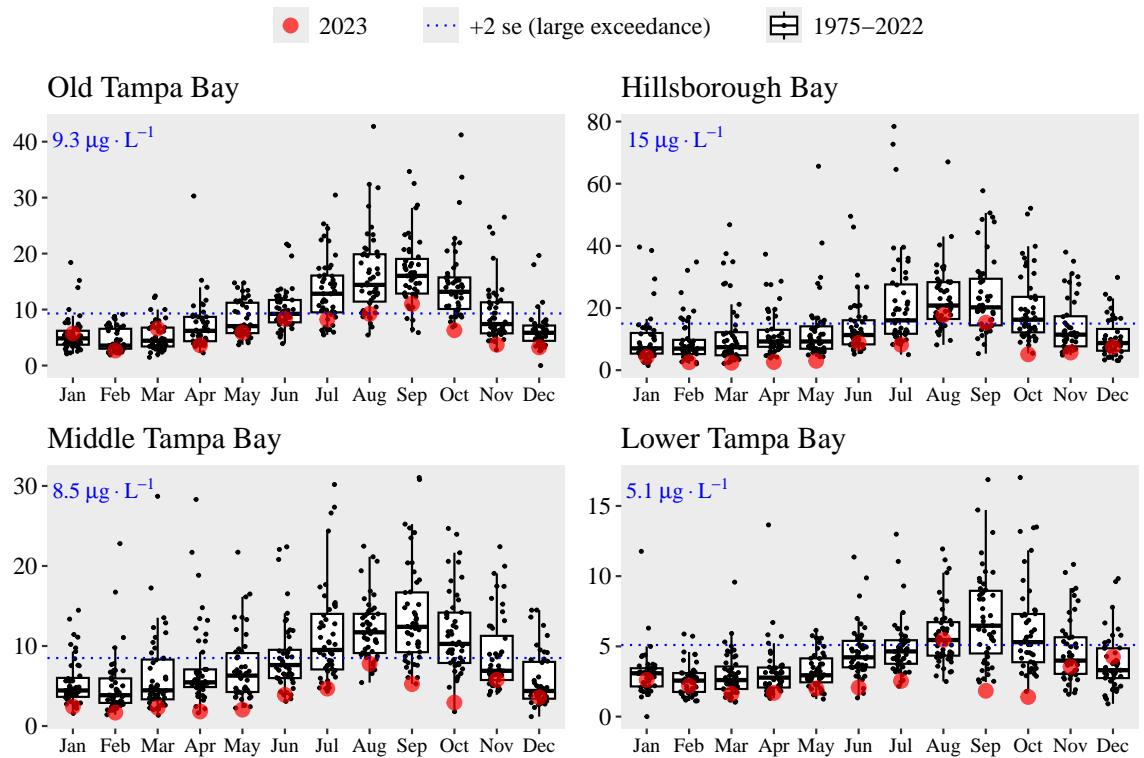 2023 +2 se (large exceedance) 1975−2022
Old Tampa Bay
9.3 μg · L−1
40
30
20
10
0
Jan Feb Mar Apr May Jun Jul Aug Sep Oct Nov Dec
Hillsborough Bay
15 μg · L−1
80
60
40
20
0
Jan Feb Mar Apr May Jun Jul Aug Sep Oct Nov Dec
Middle Tampa Bay
8.5 μg · L−1
30
20
10
0
Jan Feb Mar Apr May Jun Jul Aug Sep Oct Nov Dec
Lower Tampa Bay
5.1 μg · L−1
15
10
5
0
Jan Feb Mar Apr May Jun Jul Aug Sep Oct Nov Dec